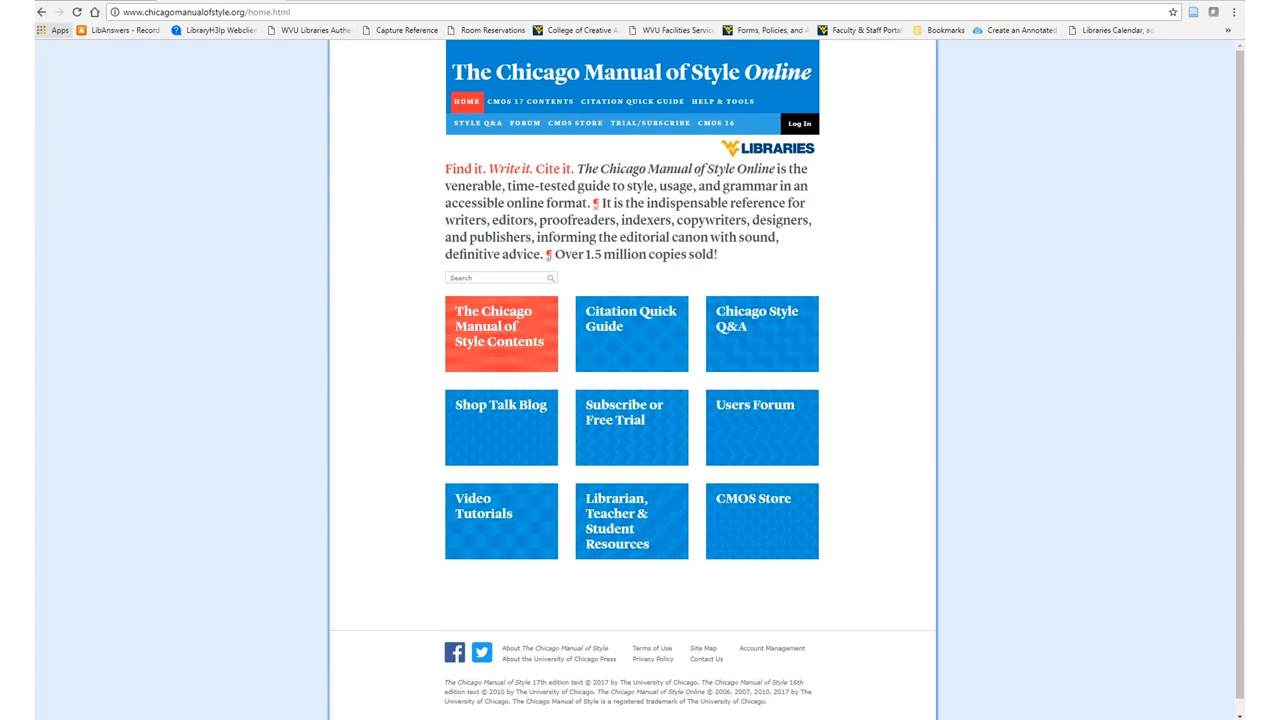 www.chicagomanualofstyle.org/home.html
Apps LibAnswers - Record LibraryH3lp Webclien WVU Libraries Authe Capture Reference Room Reservations College of Creative A WVU Facilities Servic Forms, Policies, and A Faculty & Staff Portal Bookmarks Create an Annotated Libraries Calendar, ad »
The Chicago Manual of Style Online
HOME CMOS 17 CONTENTS CITATION QUICK GUIDE HELP & TOOLS
STYLE Q&A FORUM CMOS STORE TRIAL/SUBSCRIBE CMOS 16 Log In
LIBRARIES
Find it. Write it. Cite it. The Chicago Manual of Style Online is the
venerable, time-tested guide to style, usage, and grammar in an
accessible online format. ¶ It is the indispensable reference for
writers, editors, proofreaders, indexers, copywriters, designers,
and publishers, informing the editorial canon with sound,
definitive advice. ¶ Over 1.5 million copies sold!
Search
The Chicago
Manual of
Style Contents
Citation Quick
Guide
Chicago Style
Q&A
Shop Talk Blog
Subscribe or
Free Trial
Users Forum
Video
Tutorials
Librarian,
Teacher &
Student
Resources
CMOS Store
About The Chicago Manual of Style Terms of Use Site Map Account Management
About the University of Chicago Press Privacy Policy Contact Us
The Chicago Manual of Style 17th edition text © 2017 by The University of Chicago. The Chicago Manual of Style 16th
edition text © 2010 by The University of Chicago. The Chicago Manual of Style Online © 2006, 2007, 2010, 2017 by The
University of Chicago. The Chicago Manual of Style is a registered trademark of The University of Chicago.